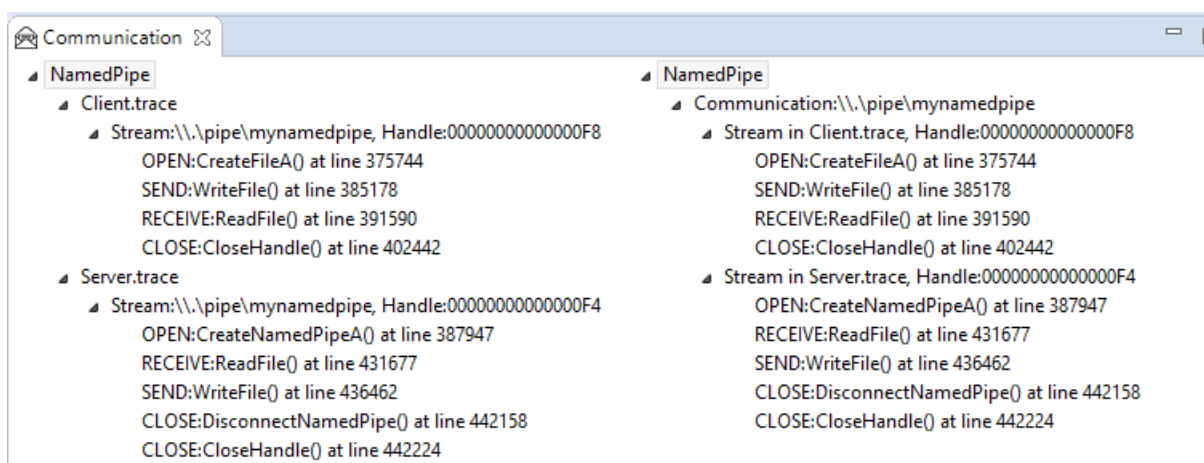 Communication
NamedPipe
Client.trace
Stream:\\.\pipe\mynamedpipe, Handle:00000000000000F8
OPEN:CreateFileA() at line 375744
SEND:WriteFile() at line 385178
RECEIVE:ReadFile() at line 391590
CLOSE:CloseHandle() at line 402442
Server.trace
Stream:\\.\pipe\mynamedpipe, Handle:00000000000000F4
OPEN:CreateNamedPipeA() at line 387947
RECEIVE:ReadFile() at line 431677
SEND:WriteFile() at line 436462
CLOSE:DisconnectNamedPipe() at line 442158
CLOSE:CloseHandle() at line 442224
NamedPipe
Communication:\\.\pipe\mynamedpipe
Stream in Client.trace, Handle:00000000000000F8
OPEN:CreateFileA() at line 375744
SEND:WriteFile() at line 385178
RECEIVE:ReadFile() at line 391590
CLOSE:CloseHandle() at line 402442
Stream in Server.trace, Handle:00000000000000F4
OPEN:CreateNamedPipeA() at line 387947
RECEIVE:ReadFile() at line 431677
SEND:WriteFile() at line 436462
CLOSE:DisconnectNamedPipe() at line 442158
CLOSE:CloseHandle() at line 442224